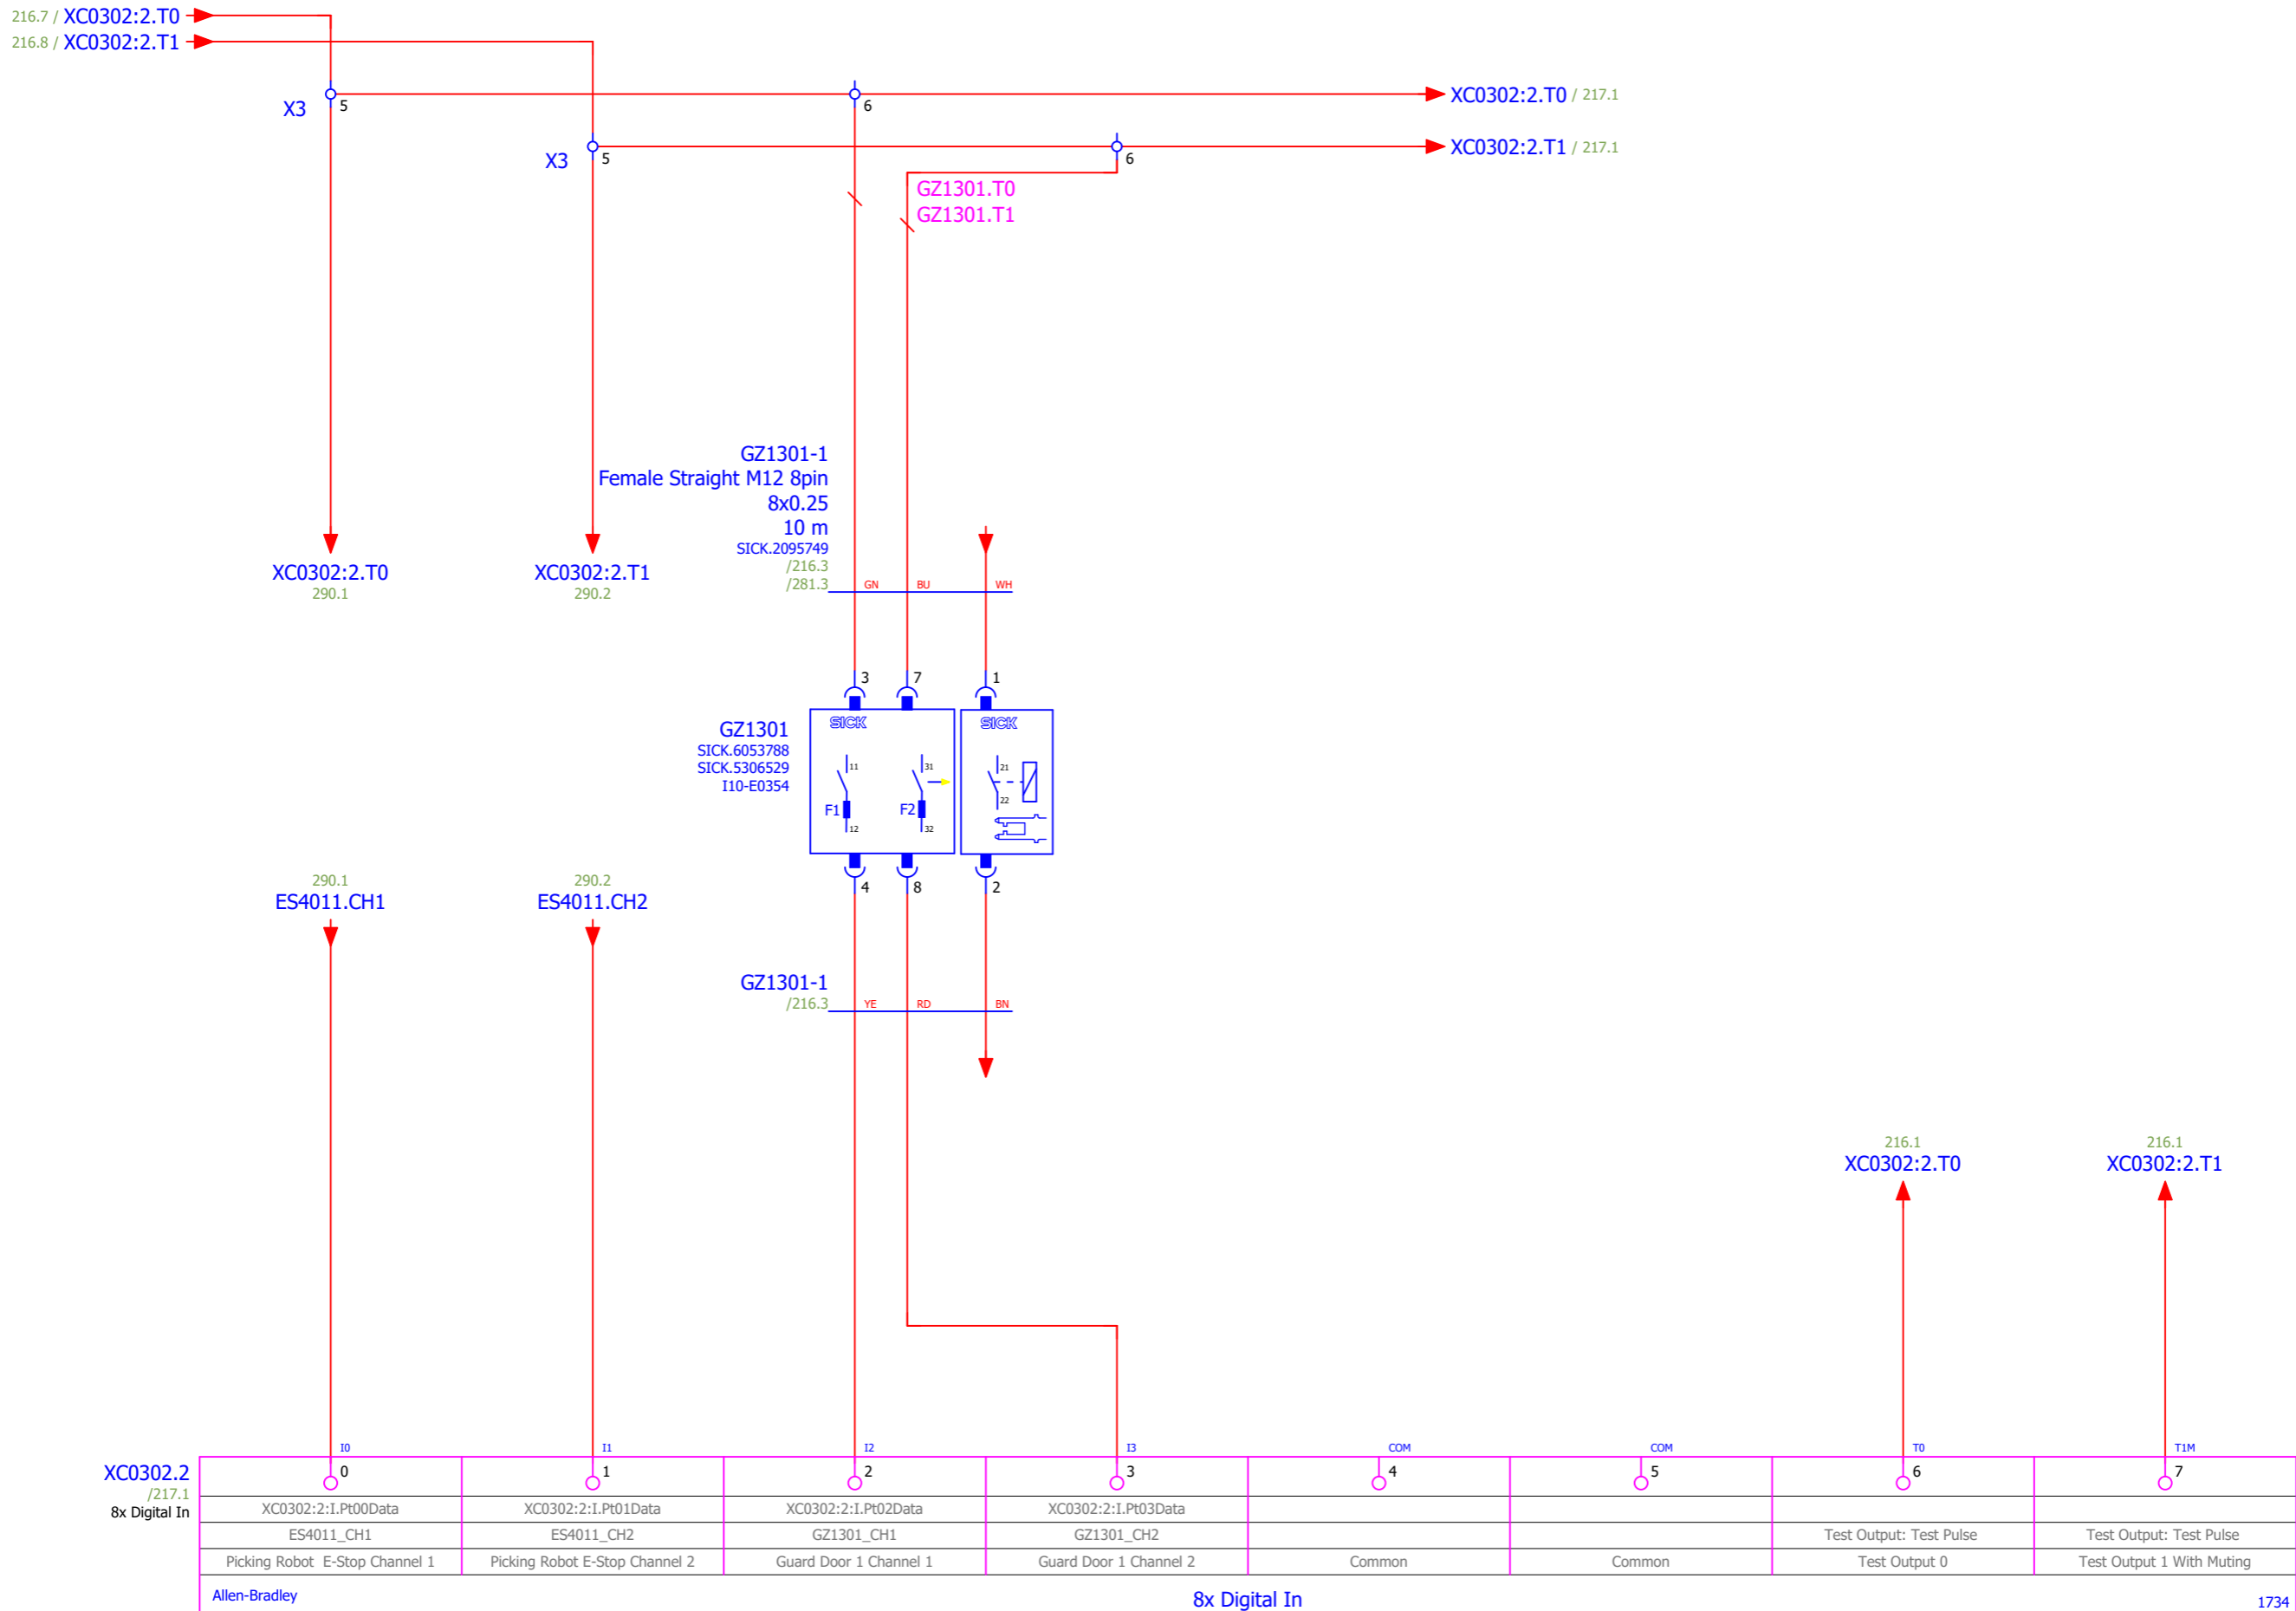 216.7 / XC0302:2.T0
216.8 / XC0302:2.T1
X3
5
6
XC0302:2.T0 / 217.1
X3
5
6
XC0302:2.T1 / 217.1
GZ1301.T0
GZ1301.T1
GZ1301-1
Female Straight M12 8pin
8x0.25
10 m
SICK.2095749
/216.3
/281.3
GN
BU
WH
XC0302:2.T0
290.1
XC0302:2.T1
290.2
3
7
1
GZ1301
SICK.6053788
SICK.5306529
I10-E0354
SICK
SICK
11
31
21
22
F1
F2
12
32
4
8
2
290.1
ES4011.CH1
290.2
ES4011.CH2
GZ1301-1
/216.3
YE
RD
BN
216.1
XC0302:2.T0
216.1
XC0302:2.T1
I0
I1
I2
I3
COM
COM
T0
T1M
XC0302.2
/217.1
8x Digital In
0
1
2
3
4
5
6
7
XC0302:2:I.Pt00Data
XC0302:2:I.Pt01Data
XC0302:2:I.Pt02Data
XC0302:2:I.Pt03Data
ES4011_CH1
ES4011_CH2
GZ1301_CH1
GZ1301_CH2
Test Output: Test Pulse
Test Output: Test Pulse
Picking Robot  E-Stop Channel 1
Picking Robot E-Stop Channel 2
Guard Door 1 Channel 1
Guard Door 1 Channel 2
Common
Common
Test Output 0
Test Output 1 With Muting
Allen-Bradley
8x Digital In
1734